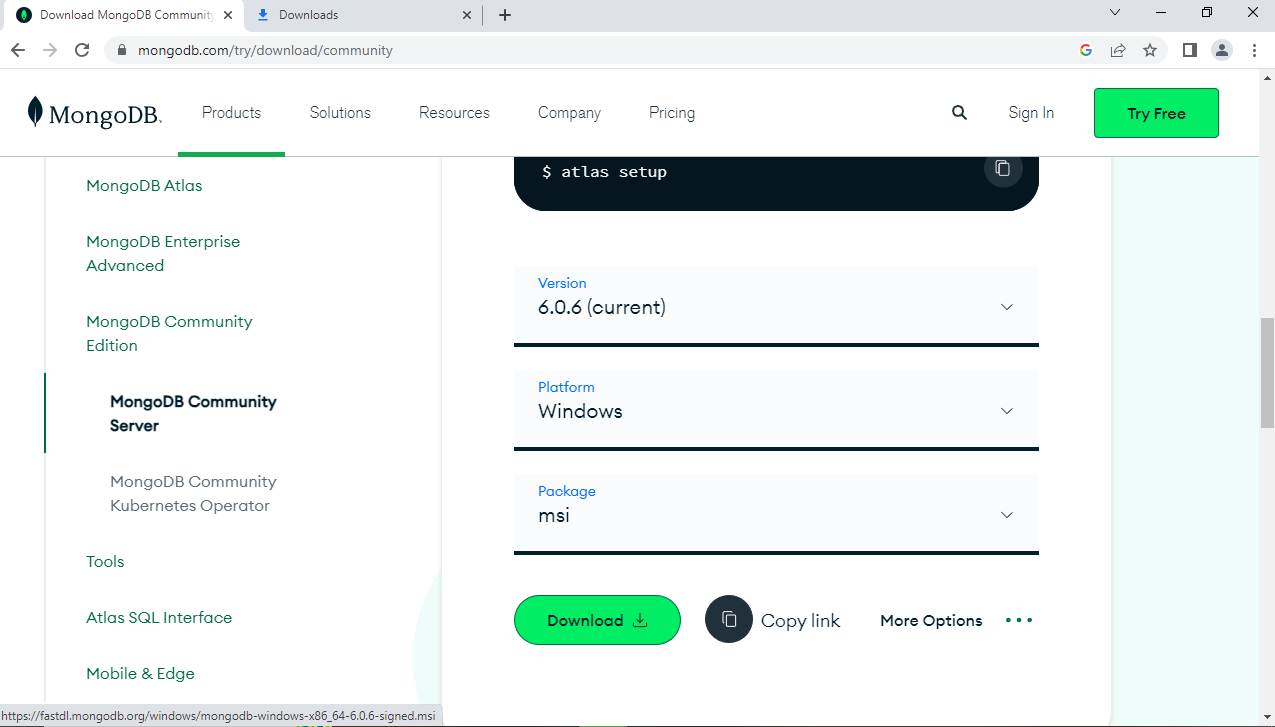 Download MongoDB Community
Downloads
mongodb.com/try/download/community
MongoDB.
Products
Solutions
Resources
Company
Pricing
Sign In
Try Free
MongoDB Atlas
MongoDB Enterprise
Advanced
MongoDB Community
Edition
MongoDB Community
Server
MongoDB Community
Kubernetes Operator
Tools
Atlas SQL Interface
Mobile & Edge
$ atlas setup
Version
6.0.6 (current)
Platform
Windows
Package
msi
Download
Copy link
More Options
https://fastdl.mongodb.org/windows/mongodb-windows-x86_64-6.0.6-signed.msi